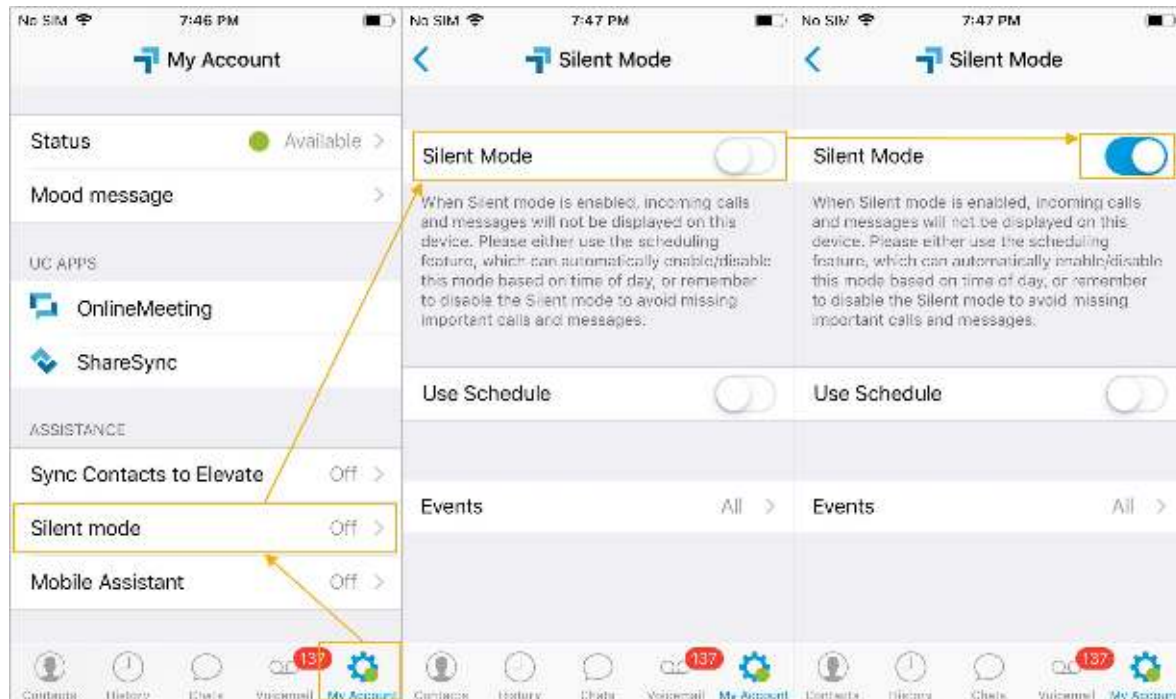 No SIM 7:46 PM
My Account
Status Available
Mood message
UC APPS
OnlineMeeting
ShareSync
ASSISTANCE
Sync Contacts to Elevate Off
Silent mode Off
Mobile Assistant Off
137
Contacts History Chats Voicemail My Account
No SIM 7:47 PM
Silent Mode
Silent Mode
When Silent mode is enabled, incoming calls
and messages will not be displayed on this
device. Please either use the scheduling
feature, which can automatically enable/disable
this mode based on time of day, or remember
to disable the Silent mode to avoid missing
important calls and messages.
Use Schedule
Events All
137
Contacts History Chats Voicemail My Account
No SIM 7:47 PM
Silent Mode
Silent Mode
When Silent mode is enabled, incoming calls
and messages will not be displayed on this
device. Please either use the scheduling
feature, which can automatically enable/disable
this mode based on time of day, or remember
to disable the Silent mode to avoid missing
important calls and messages.
Use Schedule
Events All
137
Contacts History Chats Voicemail My Account